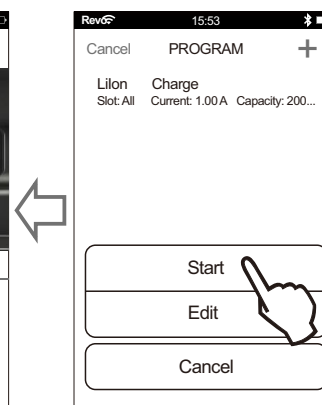 Revo 15:53
Cancel PROGRAM +
LiIon Charge
Slot: All Current: 1.00 A Capacity: 200...
Start
Edit
Cancel